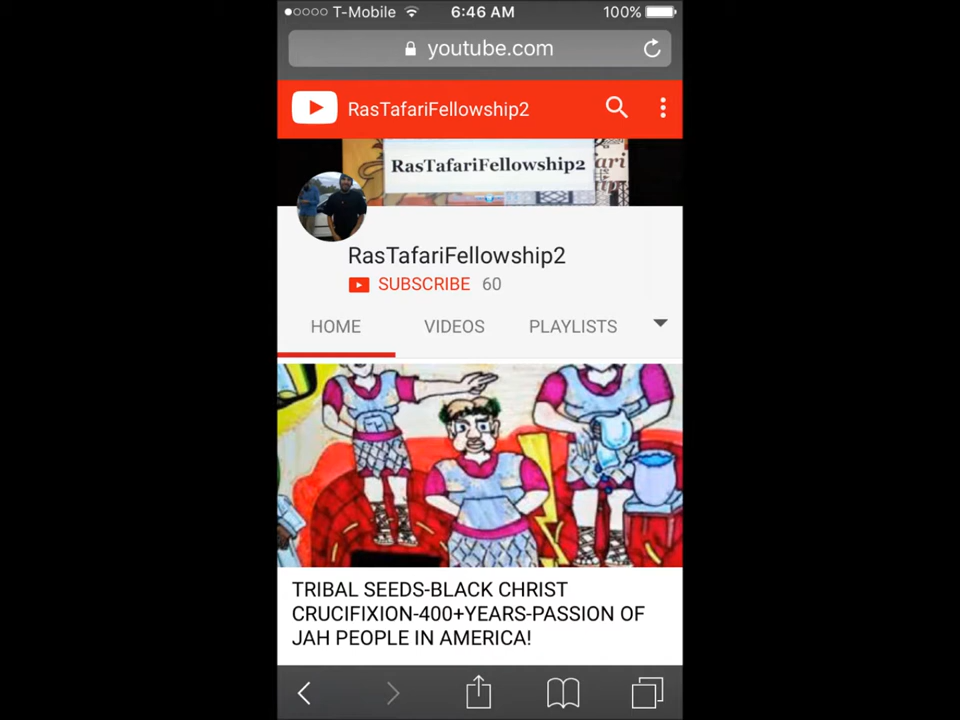 T-Mobile 6:46 AM 100%
youtube.com
RasTafariFellowship2
RasTafariFellowship2
RasTafariFellowship2
SUBSCRIBE 60
HOME VIDEOS PLAYLISTS
TRIBAL SEEDS-BLACK CHRIST
CRUCIFIXION-400+YEARS-PASSION OF
JAH PEOPLE IN AMERICA!